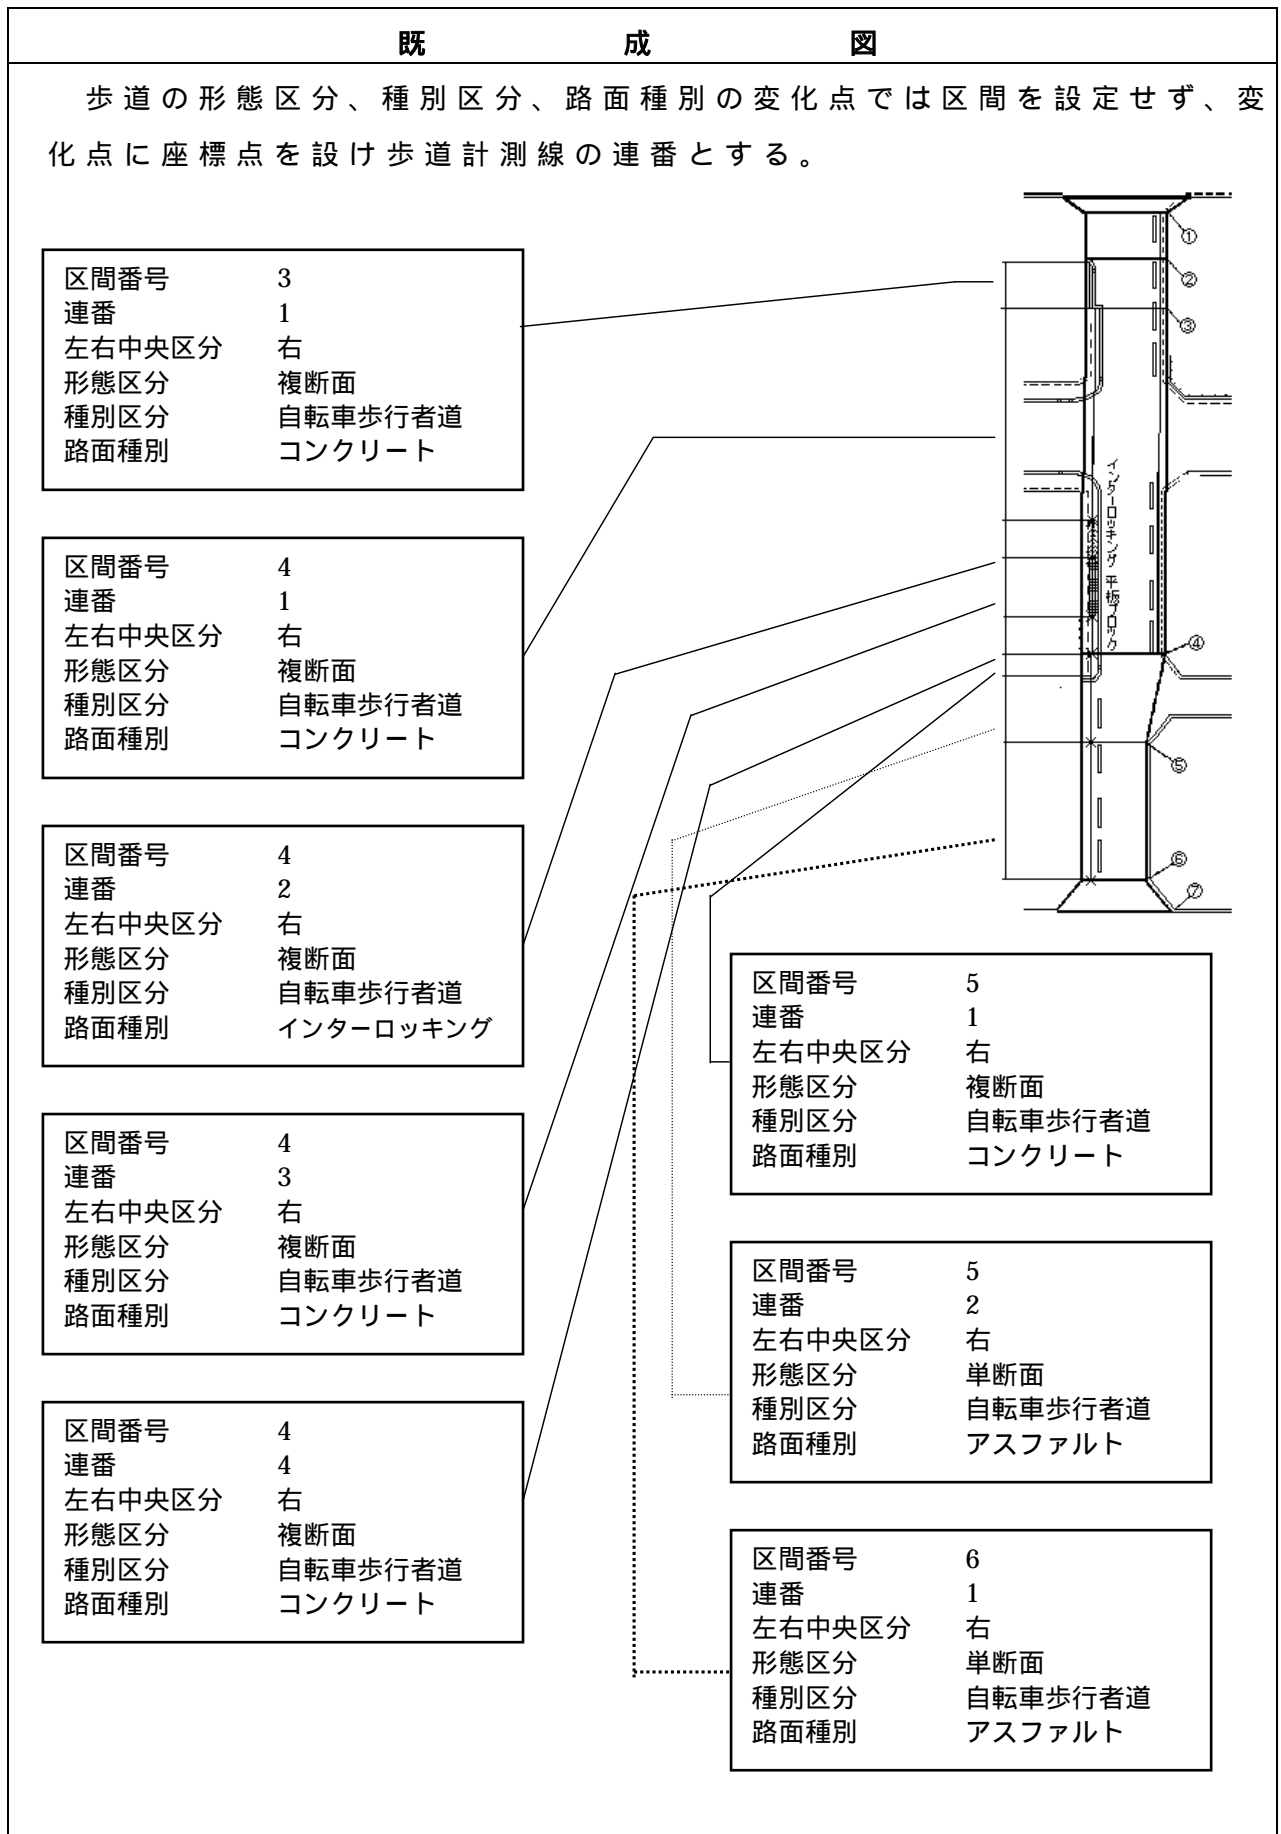 既成図
歩道の形態区分、種別区分、路面種別の変化点では区間を設定せず、変
化点に座標点を設け歩道計測線の連番とする。
区間番号 3
連番 1
左右中央区分 右
形態区分 複断面
種別区分 自転車歩行者道
路面種別 コンクリート
区間番号 4
連番 1
左右中央区分 右
形態区分 複断面
種別区分 自転車歩行者道
路面種別 コンクリート
区間番号 4
連番 2
左右中央区分 右
形態区分 複断面
種別区分 自転車歩行者道
路面種別 インターロッキング
区間番号 4
連番 3
左右中央区分 右
形態区分 複断面
種別区分 自転車歩行者道
路面種別 コンクリート
区間番号 4
連番 4
左右中央区分 右
形態区分 複断面
種別区分 自転車歩行者道
路面種別 コンクリート
①
②
③
インターロッキング 平板ブロック
④
⑤
⑥
⑦
区間番号 5
連番 1
左右中央区分 右
形態区分 複断面
種別区分 自転車歩行者道
路面種別 コンクリート
区間番号 5
連番 2
左右中央区分 右
形態区分 単断面
種別区分 自転車歩行者道
路面種別 アスファルト
区間番号 6
連番 1
左右中央区分 右
形態区分 単断面
種別区分 自転車歩行者道
路面種別 アスファルト